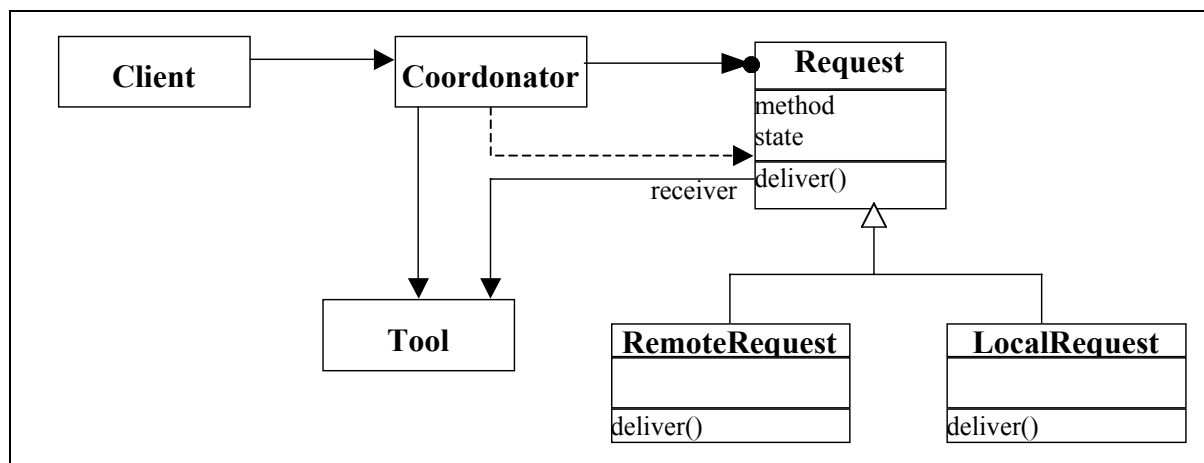 Client
Coordonator
Request
method
state
deliver()
receiver
Tool
RemoteRequest
deliver()
LocalRequest
deliver()